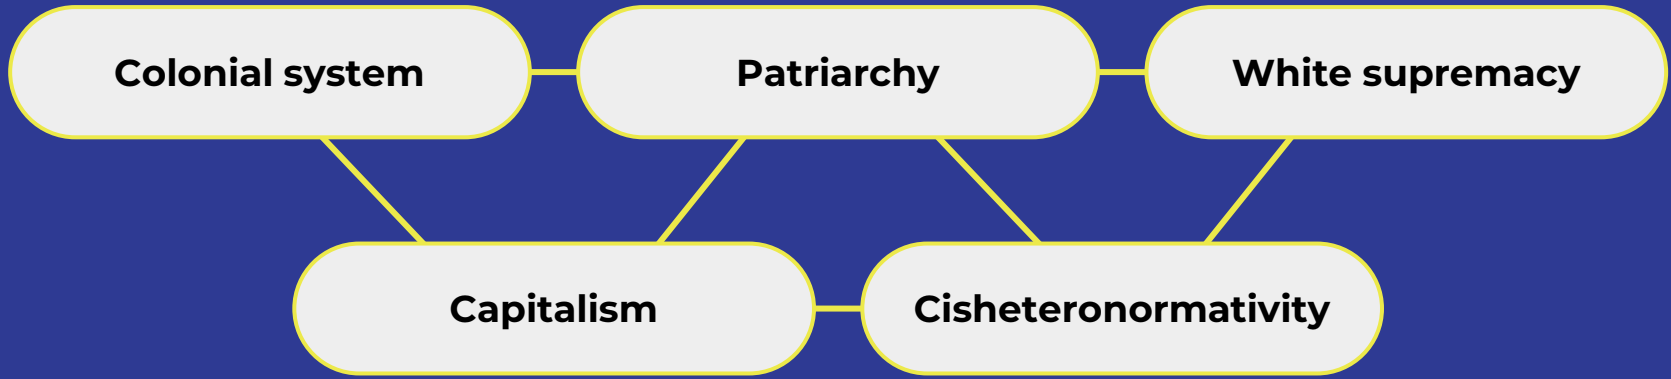 Colonial system
Patriarchy
White supremacy
Capitalism
Cisheteronormativity